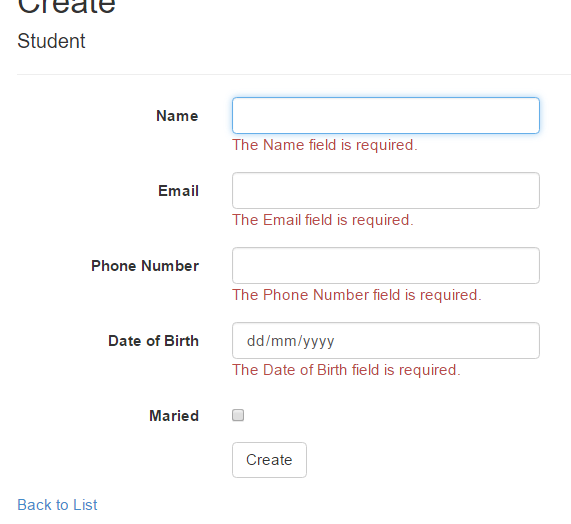 Create
Student
Name
The Name field is required.
Email
The Email field is required.
Phone Number
The Phone Number field is required.
Date of Birth dd/mm/yyyy
The Date of Birth field is required.
Maried
Create
Back to List